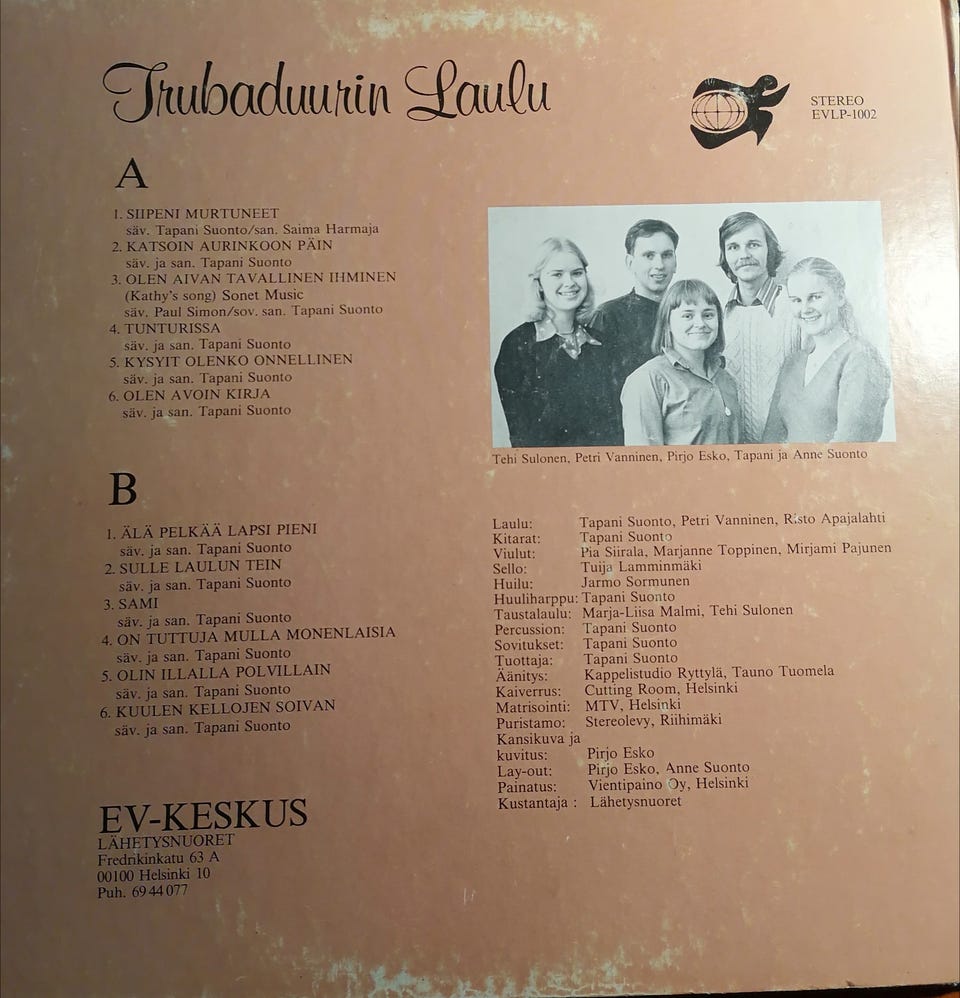 Trubaduurin Laulu
STEREO
EVLP-1002
A
1. SIIPENI MURTUNEET
säv. Tapani Suonto/san. Saima Harmaja
2. KATSOIN AURINKOON PÄIN
säv. ja san. Tapani Suonto
3. OLEN AIVAN TAVALLINEN IHMINEN
(Kathy's song) Sonet Music
säv. Paul Simon/sov. san. Tapani Suonto
4. TUNTURISSA
säv. ja san. Tapani Suonto
5. KYSYIT OLENKO ONNELLINEN
säv. ja san. Tapani Suonto
6. OLEN AVOIN KIRJA
säv. ja san. Tapani Suonto
Tehi Sulonen, Petri Vanninen, Pirjo Esko, Tapani ja Anne Suonto
B
1. ÄLÄ PELKÄÄ LAPSI PIENI
säv. ja san. Tapani Suonto
2. SULLE LAULUN TEIN
säv. ja san. Tapani Suonto
3. SAMI
säv. ja san. Tapani Suonto
4. ON TUTTUJA MULLA MONENLAISIA
säv. ja san. Tapani Suonto
5. OLIN ILLALLA POLVILLAIN
säv. ja san. Tapani Suonto
6. KUULEN KELLOJEN SOIVAN
säv. ja san. Tapani Suonto
Laulu: Tapani Suonto, Petri Vanninen, Risto Apajalahti
Kitarat: Tapani Suonto
Viulut: Pia Siirala, Marjanne Toppinen, Mirjami Pajunen
Sello: Tuija Lamminmäki
Huilu: Jarmo Sormunen
Huuliharppu: Tapani Suonto
Taustalaulu: Marja-Liisa Malmi, Tehi Sulonen
Percussion: Tapani Suonto
Sovitukset: Tapani Suonto
Tuottaja: Tapani Suonto
Äänitys: Kappelistudio Ryttylä, Tauno Tuomela
Kaiverrus: Cutting Room, Helsinki
Matrisointi: MTV, Helsinki
Puristamo: Stereolevy, Riihimäki
Kansikuva ja
kuvitus: Pirjo Esko
Lay-out: Pirjo Esko, Anne Suonto
Painatus: Vientipaino Oy, Helsinki
Kustantaja : Lähetysnuoret
EV-KESKUS
LÄHETYSNUORET
Fredrikinkatu 63 A
00100 Helsinki 10
Puh. 69 44 077